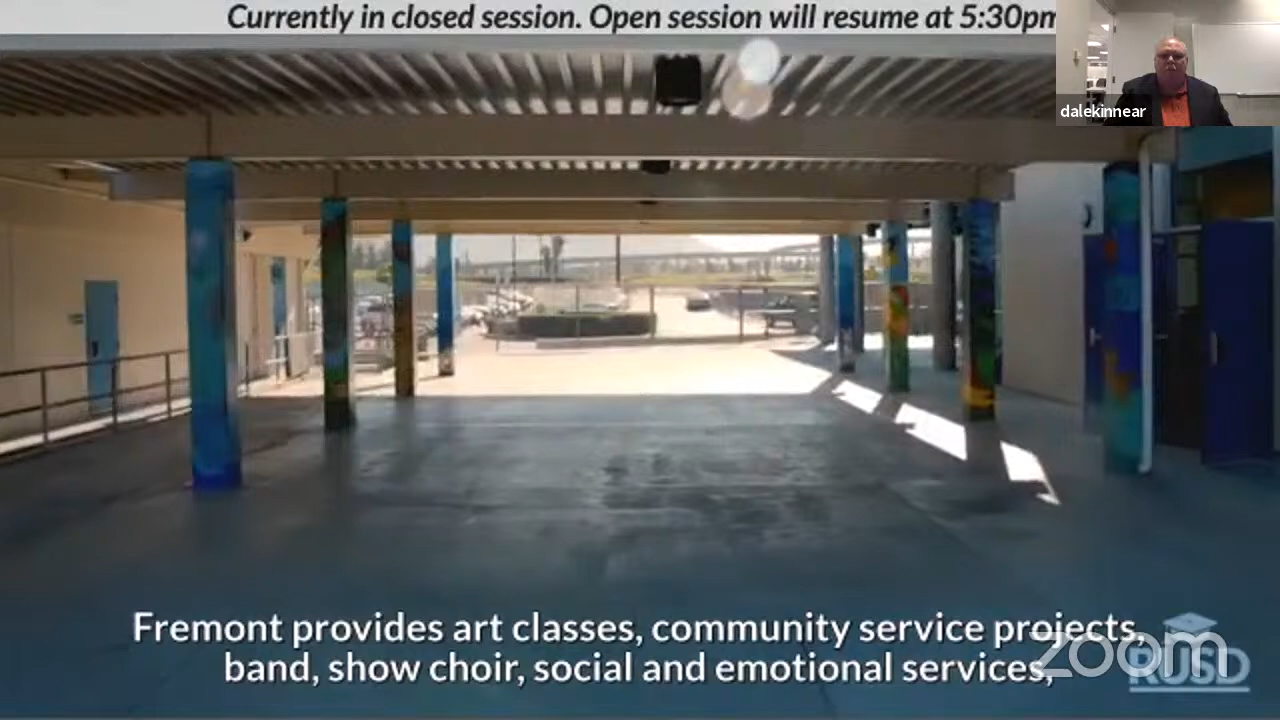 Currently in closed session. Open session will resume at 5:30pm
dalekinnear
Fremont provides art classes, community service projects,
band, show choir, social and emotional services,
zoom
RUSD